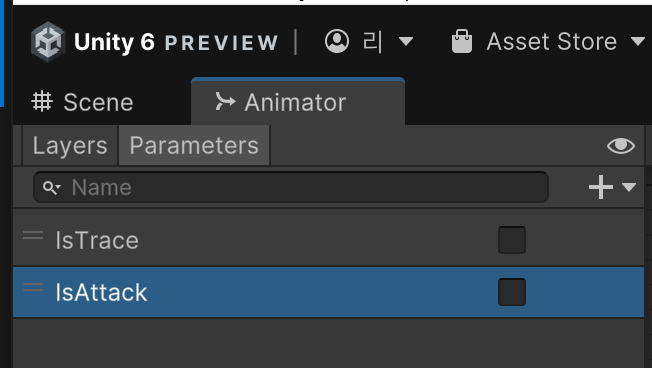 Unity 6 PREVIEW | 리 Asset Store
Scene Animator
Layers Parameters
Name
IsTrace
IsAttack